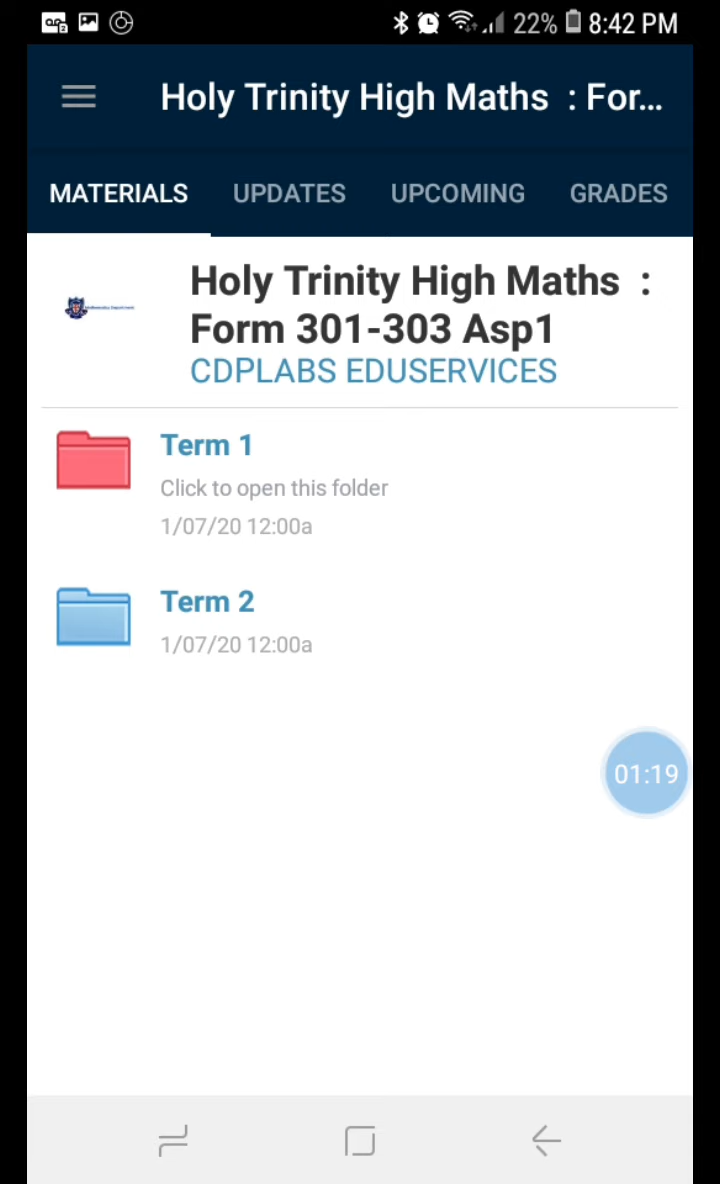 22% 8:42 PM
Holy Trinity High Maths : For...
MATERIALS UPDATES UPCOMING GRADES
Holy Trinity High Maths :
Form 301-303 Asp1
CDPLABS EDUSERVICES
Term 1
Click to open this folder
1/07/20 12:00a
Term 2
1/07/20 12:00a
01:19